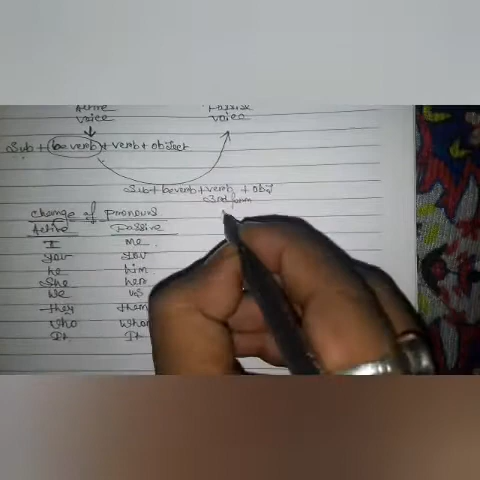 Active Passive
voice voice
Sub + be verb + verb + object
Sub + be verb + verb + obj
3rd form
change of pronouns
Active Passive
I me
you you
he him
She her
we us
they them
who whom
It It